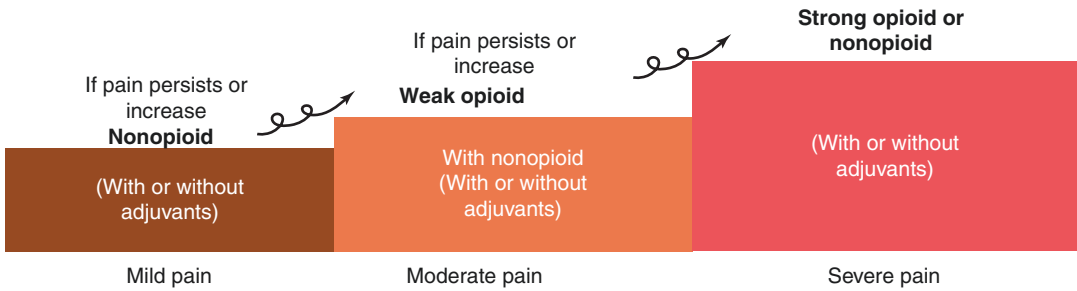 If pain persists or
increase
Nonopioid
(With or without
adjuvants)
Mild pain
If pain persists or
increase
Weak opioid
With nonopioid
(With or without
adjuvants)
Moderate pain
Strong opioid or
nonopioid
(With or without
adjuvants)
Severe pain